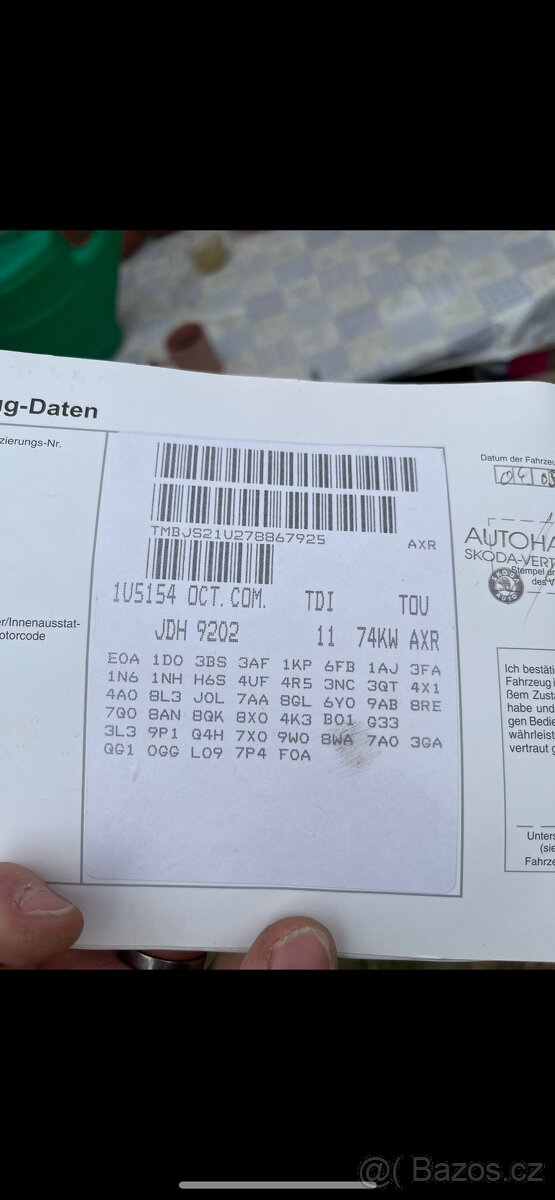 ug-Daten
zierungs-Nr.
Datum der Fahrze
TMBJS21U278867925
AXR
AUTOHA
SKODA-VERT
Stempel
des V
1U5154 OCT. COM. TDI TOU
JDH 9202 11 74KW AXR
er/Innenausstat-
otorcode
E0A 1D0 3BS 3AF 1KP 6FB 1AJ 3FA
1N6 1NH H6S 4UF 4R5 3NC 3QT 4X1
4A0 8L3 J0L 7AA 8GL 6Y0 9AB 8RE
7Q0 8AN 8QK 8X0 4K3 B01 G33
3L3 9P1 Q4H 7X0 9W0 8WA 7A0 3GA
QG1 0GG L09 7P4 F0A
Ich bestäti
Fahrzeug i
ßem Zusta
habe und
gen Bedie
währleist
vertraut g
Unters
(sie
Fahrze
@( Bazos.cz